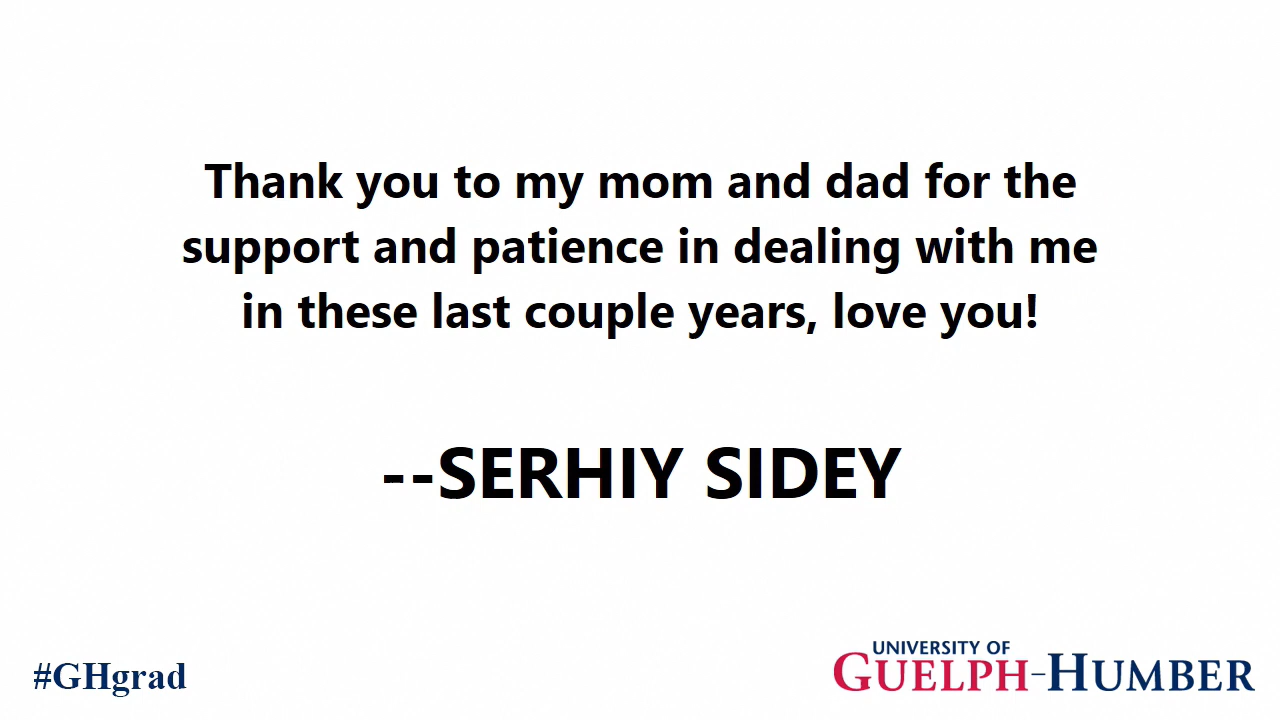 Thank you to my mom and dad for the
support and patience in dealing with me
in these last couple years, love you!
--SERHIY SIDEY
#GHgrad
UNIVERSITY OF
GUELPH-HUMBER